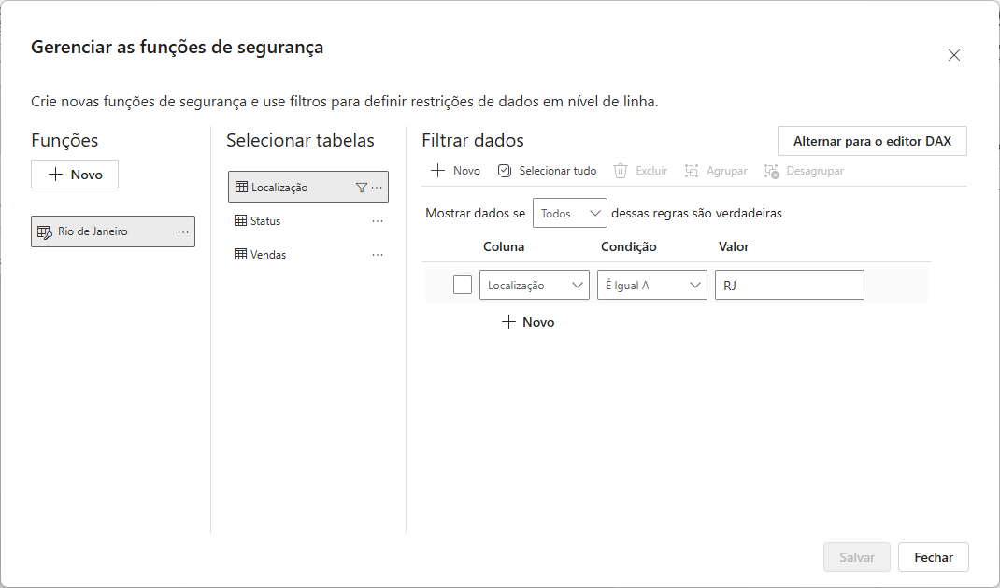 Gerenciar as funções de segurança
Crie novas funções de segurança e use filtros para definir restrições de dados em nível de linha.
Funções
Novo
Rio de Janeiro
Selecionar tabelas
Localização
Status
Vendas
Filtrar dados
Alternar para o editor DAX
Novo Selecionar tudo Excluir Agrupar Desagrupar
Mostrar dados se Todos dessas regras são verdadeiras
Coluna Condição Valor
Localização É Igual A RJ
Novo
Salvar Fechar